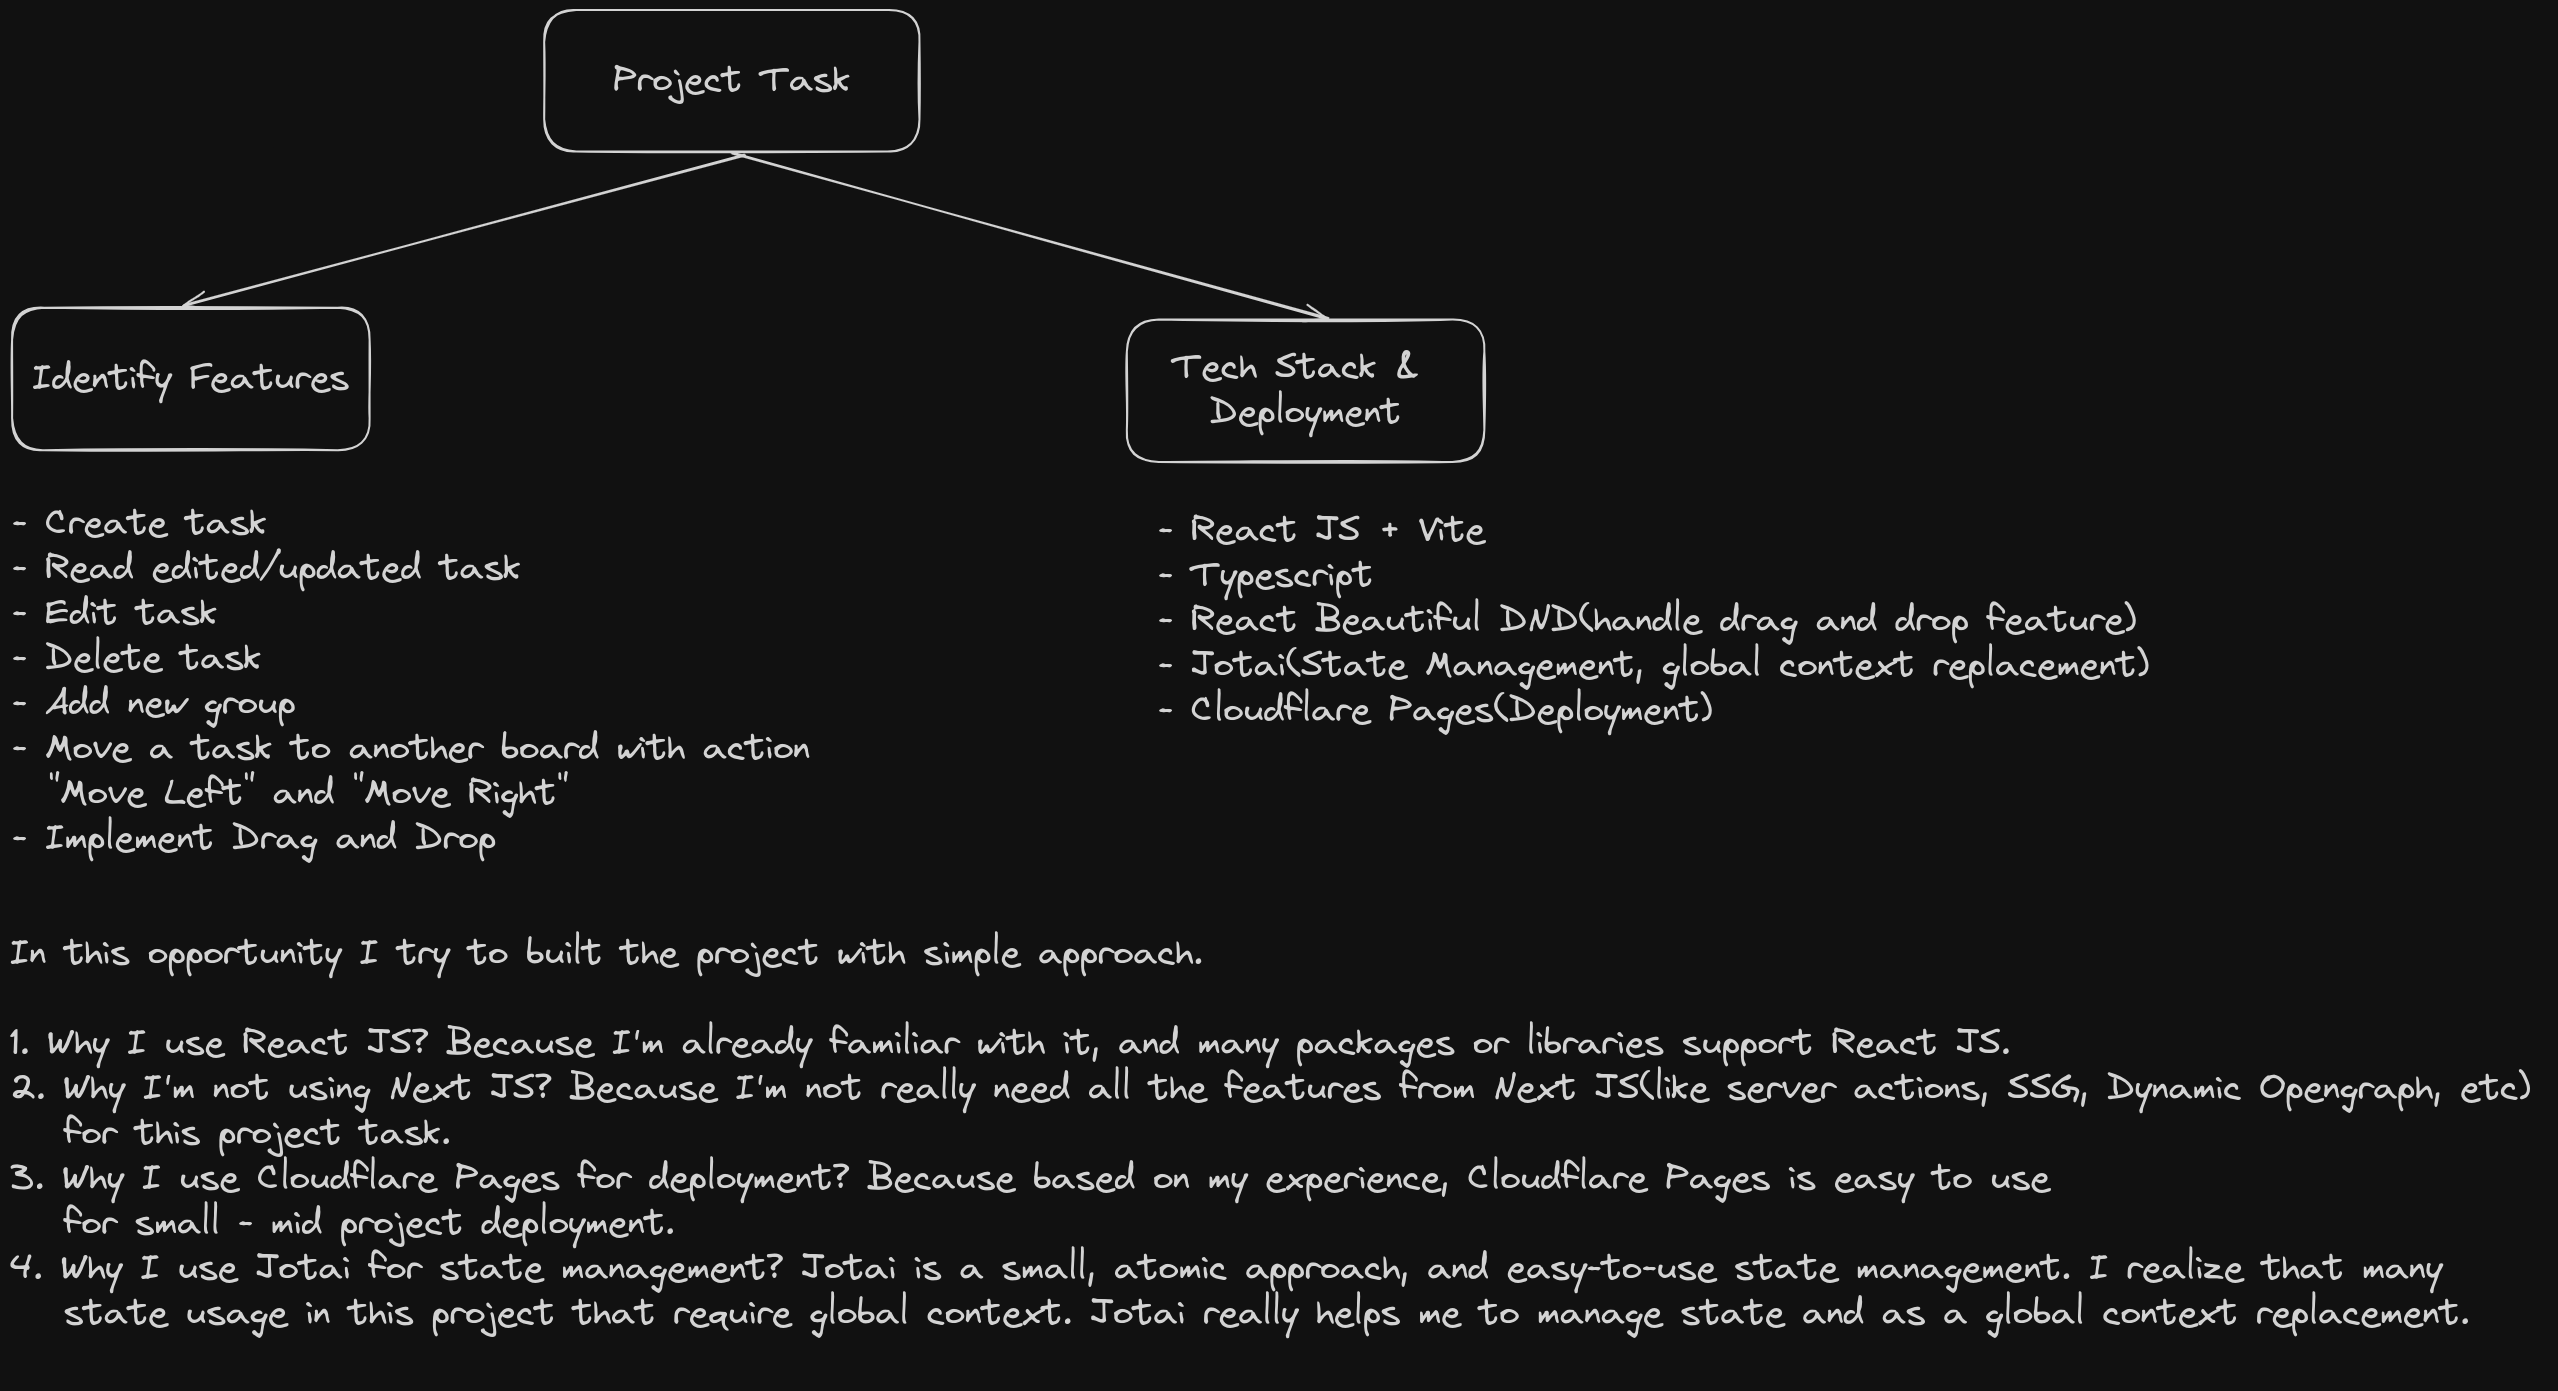 Project Task
Identify Features
Tech Stack &
Deployment
- Create task
- Read edited/updated task
- Edit task
- Delete task
- Add new group
- Move a task to another board with action
"Move Left" and "Move Right"
- Implement Drag and Drop
- React JS + Vite
- Typescript
- React Beautiful DND(handle drag and drop feature)
- Jotai(State Management, global context replacement)
- Cloudflare Pages(Deployment)
In this opportunity I try to built the project with simple approach.
1. Why I use React JS? Because I'm already familiar with it, and many packages or libraries support React JS.
2. Why I'm not using Next JS? Because I'm not really need all the features from Next JS(like server actions, SSG, Dynamic Opengraph, etc)
for this project task.
3. Why I use Cloudflare Pages for deployment? Because based on my experience, Cloudflare Pages is easy to use
for small - mid project deployment.
4. Why I use Jotai for state management? Jotai is a small, atomic approach, and easy-to-use state management. I realize that many
state usage in this project that require global context. Jotai really helps me to manage state and as a global context replacement.